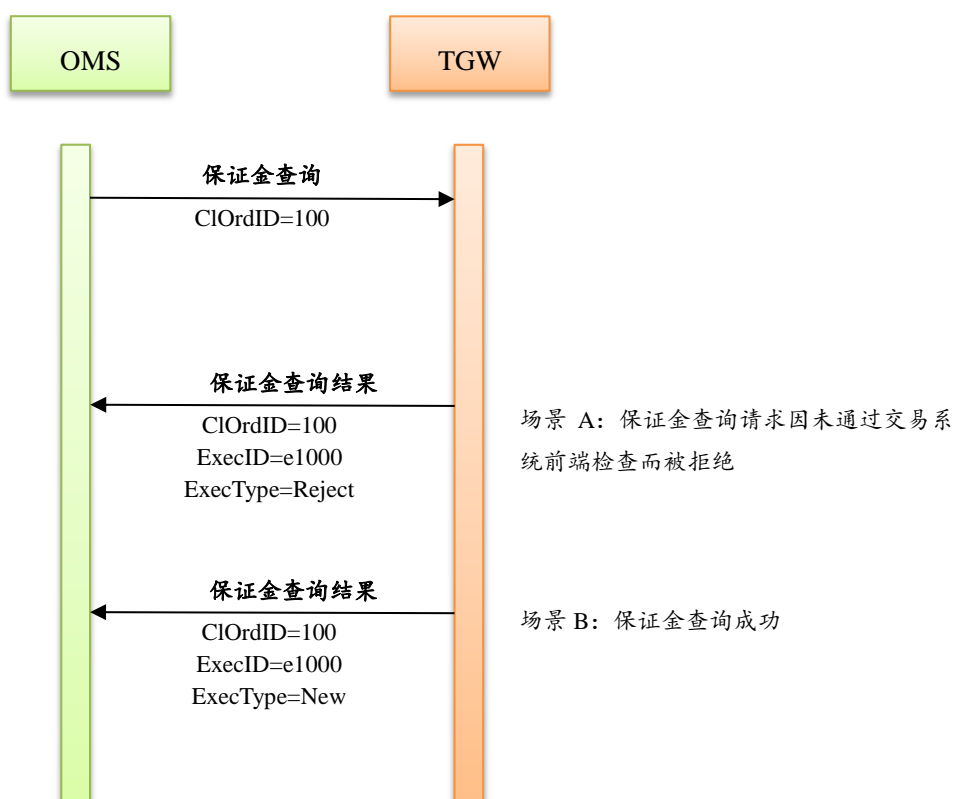 OMS
TGW
保证金查询
ClOrdID=100
保证金查询结果
ClOrdID=100
ExecID=e1000
ExecType=Reject
场景 A：保证金查询请求因未通过交易系
统前端检查而被拒绝
保证金查询结果
ClOrdID=100
ExecID=e1000
ExecType=New
场景 B：保证金查询成功